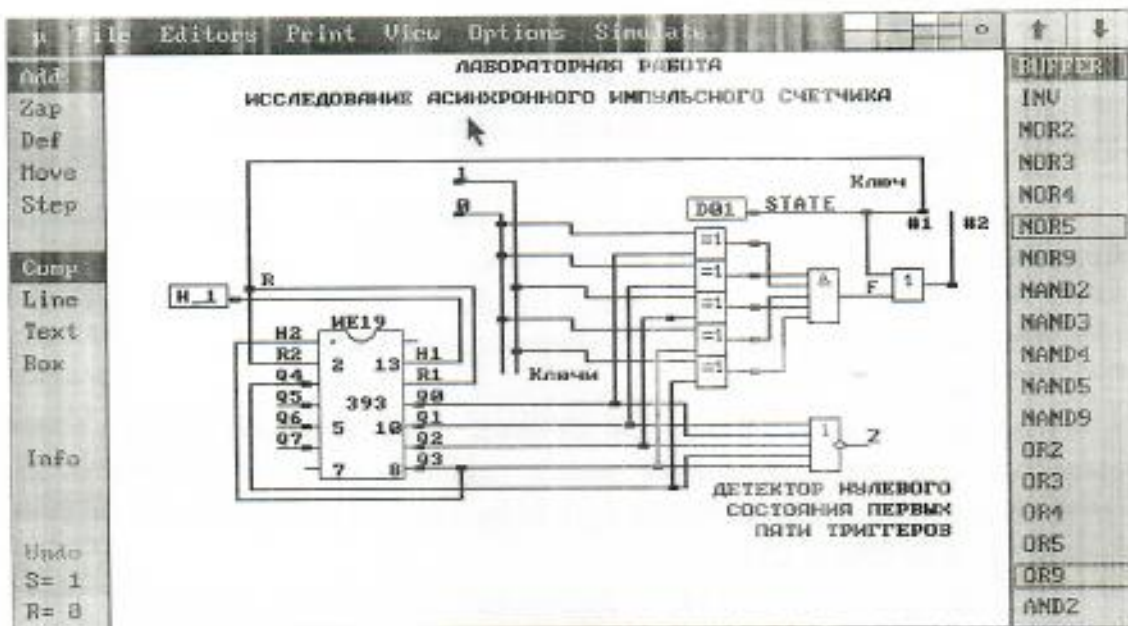 µ File Editors Print View Options Simulate
Add
Zap
Def
Move
Step
Comp
Line
Text
Box
Info
Undo
S= 1
R= 0
ЛАБОРАТОРНАЯ РАБОТА
ИССЛЕДОВАНИЕ АСИНХРОННОГО ИМПУЛЬСНОГО СЧЕТЧИКА
1
0
Ключ
D01 STATE
#1 #2
=1
=1
=1
=1
=1
&
F
1
H_1
R
ИЕ19
H2
R2
Q4
Q5
Q6
Q7
2 13
393
5 10
7 8
H1
R1
Q0
Q1
Q2
Q3
Ключи
1
Z
ДЕТЕКТОР НУЛЕВОГО
СОСТОЯНИЯ ПЕРВЫХ
ПЯТИ ТРИГГЕРОВ
BUFFER
INV
NOR2
NOR3
NOR4
NOR5
NOR9
NAND2
NAND3
NAND4
NAND5
NAND9
OR2
OR3
OR4
OR5
OR9
AND2